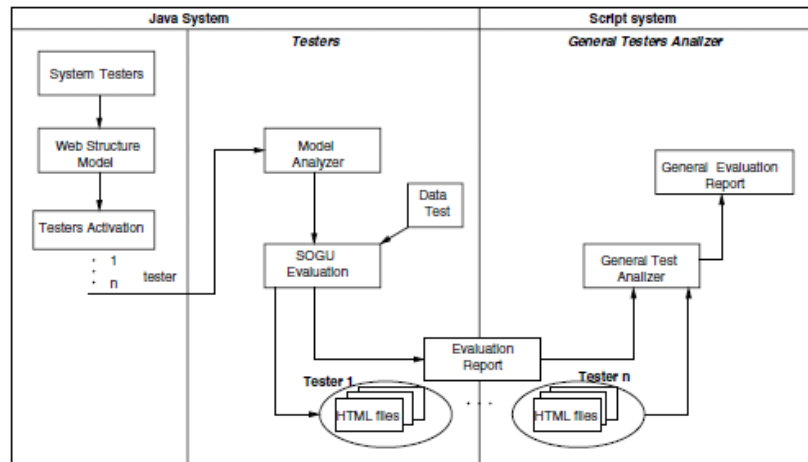 Java System
Script system
Testers
General Testers Analizer
System Testers
Web Structure
Model
Testers Activation
1
n
tester
Model
Analyzer
Data
Test
SOGU
Evaluation
Evaluation
Report
Tester 1
HTML files
. . .
Tester n
HTML files
General Test
Analizer
General Evaluation
Report